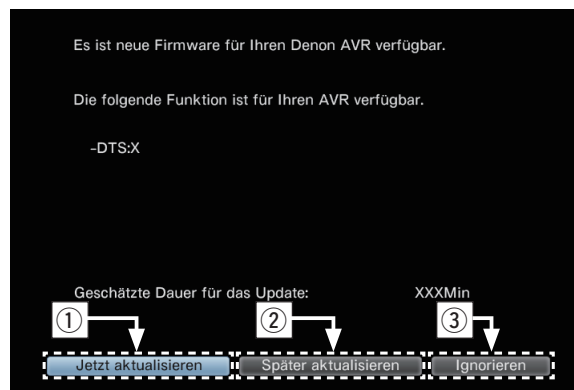 Es ist neue Firmware für Ihren Denon AVR verfügbar.
Die folgende Funktion ist für Ihren AVR verfügbar.
-DTS:X
Geschätzte Dauer für das Update: XXXMin
① ② ③
Jetzt aktualisieren Später aktualisieren Ignorieren